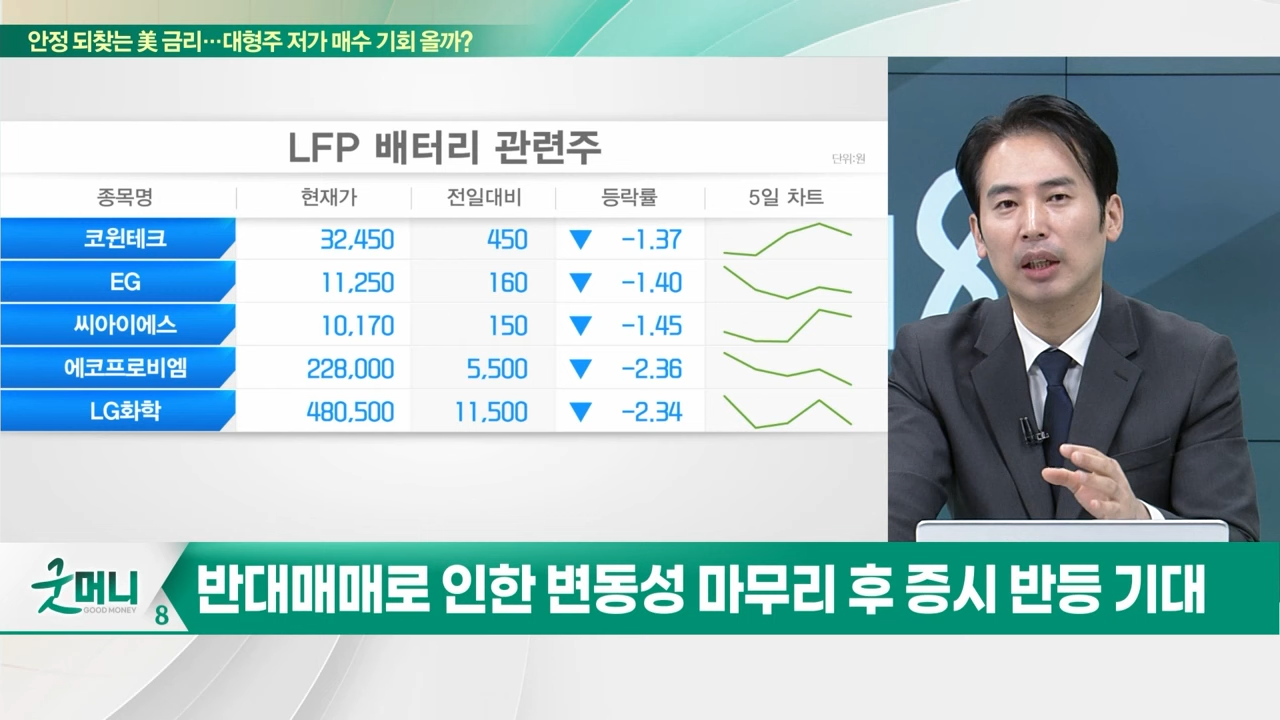 안정 되찾는 美 금리…대형주 저가 매수 기회 올까?
LFP 배터리 관련주
단위:원
종목명 현재가 전일대비 등락률 5일 차트
코윈테크 32,450 450 ▼ -1.37
EG 11,250 160 ▼ -1.40
씨아이에스 10,170 150 ▼ -1.45
에코프로비엠 228,000 5,500 ▼ -2.36
LG화학 480,500 11,500 ▼ -2.34
굿머니
GOOD MONEY
8
반대매매로 인한 변동성 마무리 후 증시 반등 기대